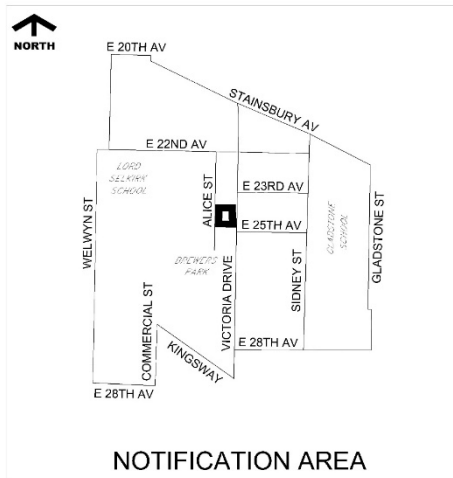 NORTH
E 20TH AV
STAINSBURY AV
E 22ND AV
LORD
SELKIRK
SCHOOL
ALICE ST
E 23RD AV
E 25TH AV
GLADSTONE
SCHOOL
GLADSTONE ST
WELWYN ST
BREWERS
PARK
VICTORIA DRIVE
SIDNEY ST
COMMERCIAL ST
KINGSWAY
E 28TH AV
E 28TH AV
NOTIFICATION AREA